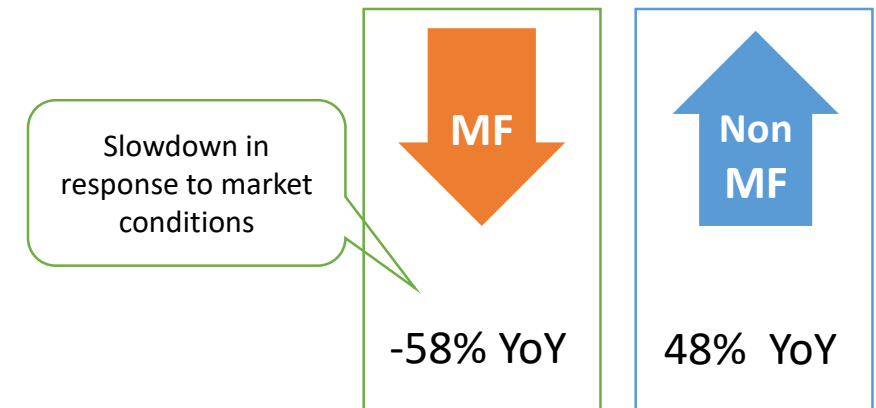 Slowdown in
response to market
conditions
MF
-58% YoY
Non
MF
48% YoY